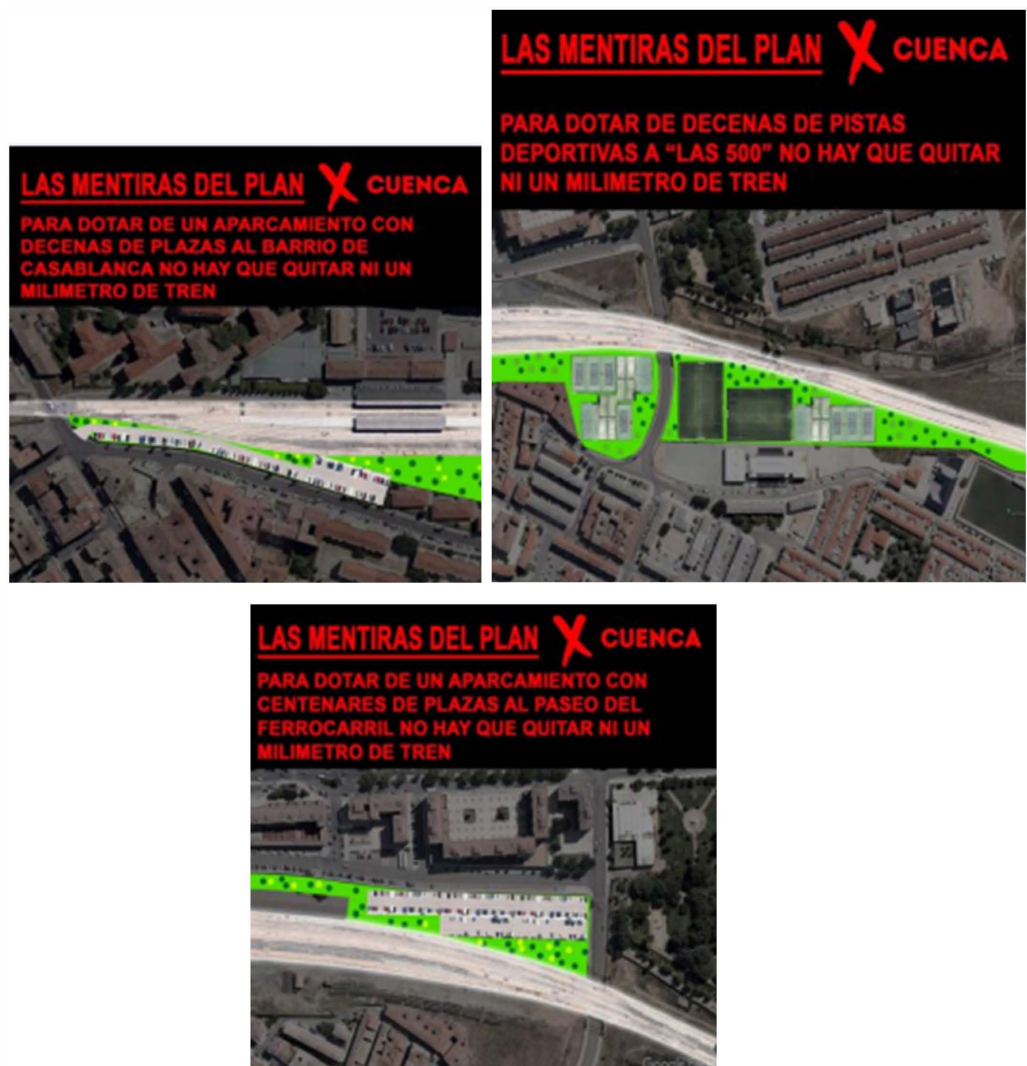 LAS MENTIRAS DEL PLAN X CUENCA
PARA DOTAR DE UN APARCAMIENTO CON
DECENAS DE PLAZAS AL BARRIO DE
CASABLANCA NO HAY QUE QUITAR NI UN
MILIMETRO DE TREN
LAS MENTIRAS DEL PLAN X CUENCA
PARA DOTAR DE DECENAS DE PISTAS
DEPORTIVAS A “LAS 500” NO HAY QUE QUITAR
NI UN MILIMETRO DE TREN
LAS MENTIRAS DEL PLAN X CUENCA
PARA DOTAR DE UN APARCAMIENTO CON
CENTENARES DE PLAZAS AL PASEO DEL
FERROCARRIL NO HAY QUE QUITAR NI UN
MILIMETRO DE TREN
Google